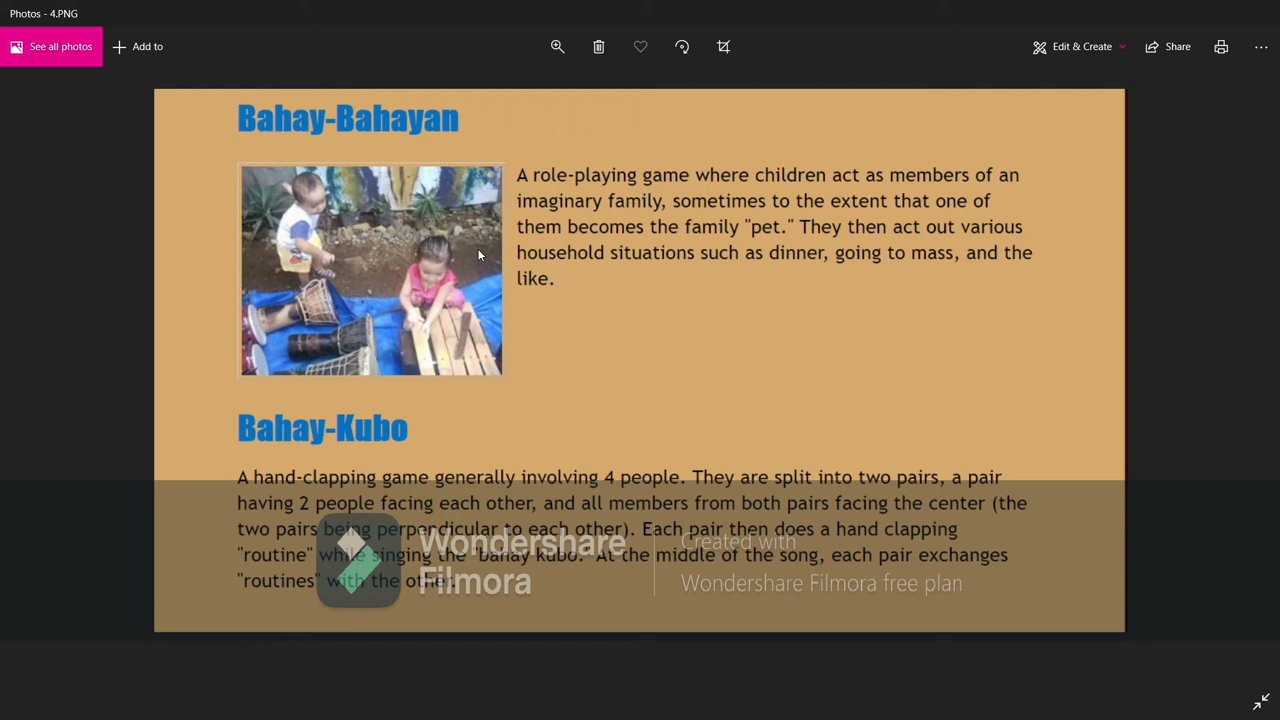 Photos - 4.PNG
See all photos
Add to
Edit & Create
Share
Bahay-Bahayan
A role-playing game where children act as members of an
imaginary family, sometimes to the extent that one of
them becomes the family "pet." They then act out various
household situations such as dinner, going to mass, and the
like.
Bahay-Kubo
A hand-clapping game generally involving 4 people. They are split into two pairs, a pair
having 2 people facing each other, and all members from both pairs facing the center (the
two pairs being perpendicular to each other). Each pair then does a hand clapping
"routine" while singing the "bahay kubo." At the middle of the song, each pair exchanges
"routines" with the other.
Wondershare
Filmora
Created with
Wondershare Filmora free plan